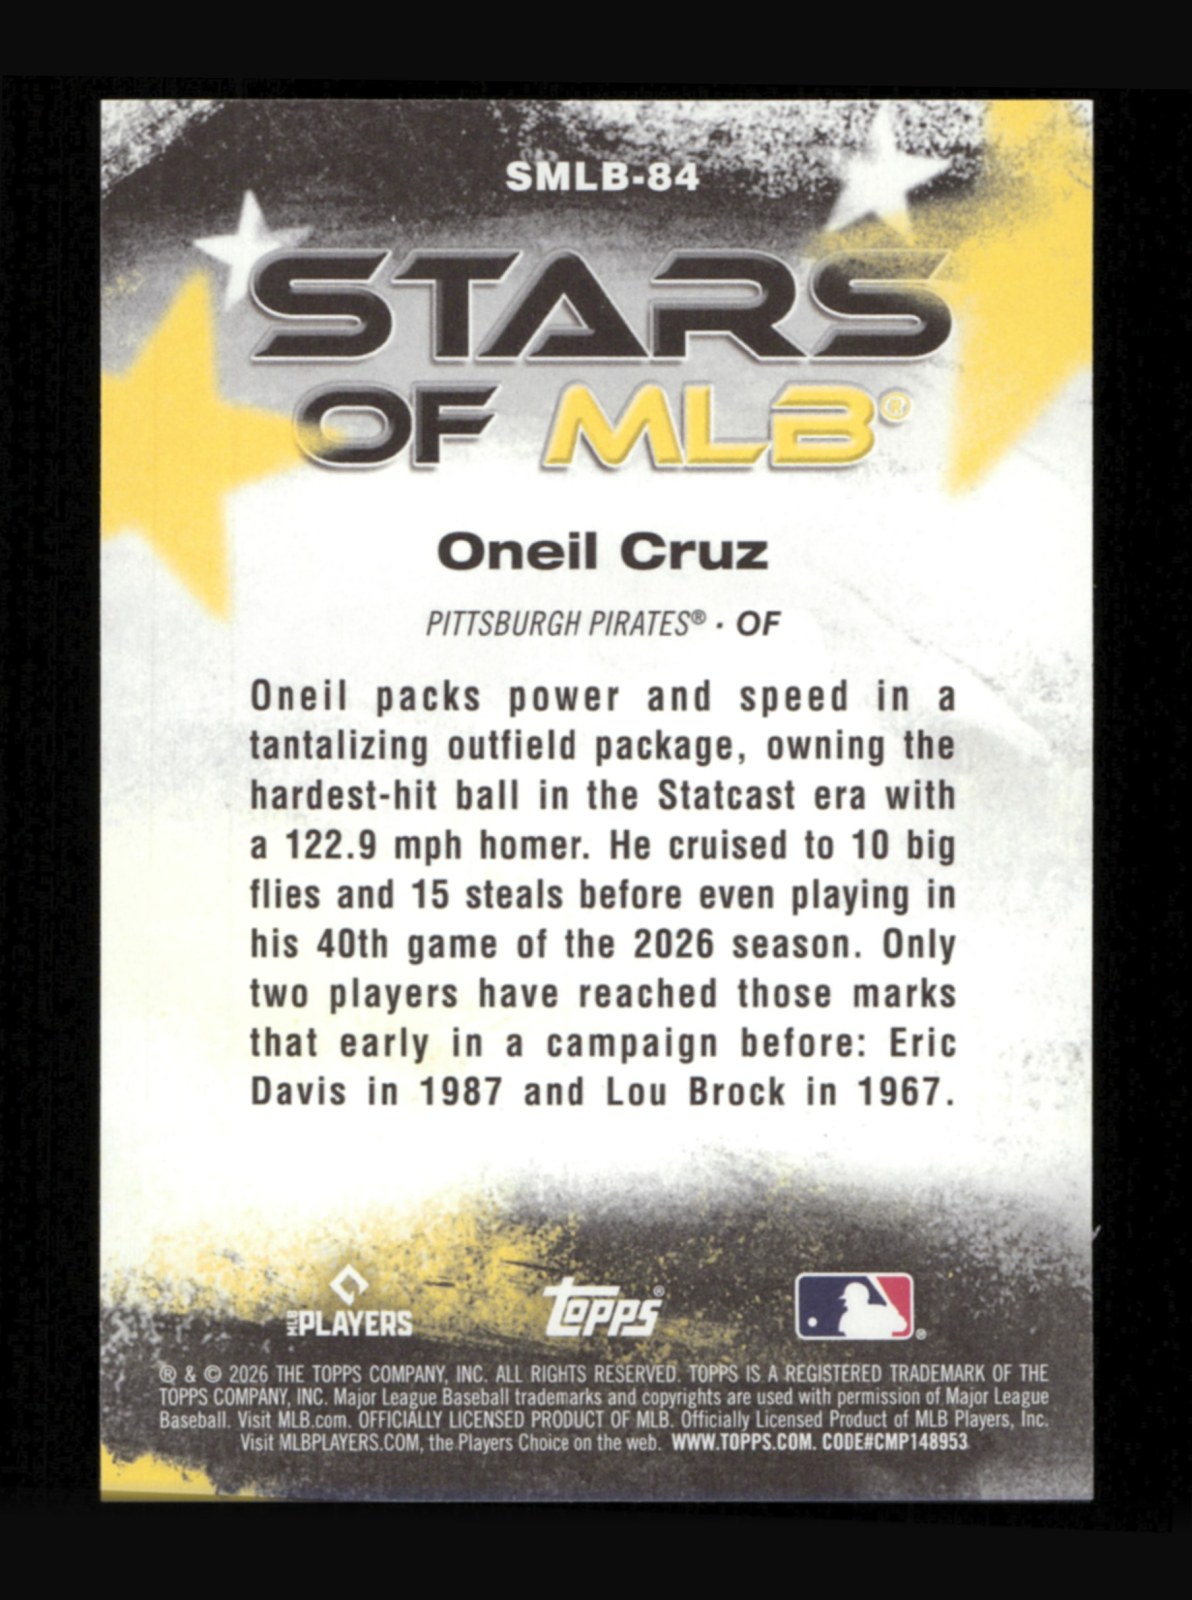 SMLB-84
STARS
OF MLB®
Oneil Cruz
PITTSBURGH PIRATES® · OF
Oneil packs power and speed in a
tantalizing outfield package, owning the
hardest-hit ball in the Statcast era with
a 122.9 mph homer. He cruised to 10 big
flies and 15 steals before even playing in
his 40th game of the 2026 season. Only
two players have reached those marks
that early in a campaign before: Eric
Davis in 1987 and Lou Brock in 1967.
MLB PLAYERS
Topps®
®
® & © 2026 THE TOPPS COMPANY, INC. ALL RIGHTS RESERVED. TOPPS IS A REGISTERED TRADEMARK OF THE
TOPPS COMPANY, INC. Major League Baseball trademarks and copyrights are used with permission of Major League
Baseball. Visit MLB.com. OFFICIALLY LICENSED PRODUCT OF MLB. Officially Licensed Product of MLB Players, Inc.
Visit MLBPLAYERS.COM, the Players Choice on the web. WWW.TOPPS.COM. CODE#CMP148953